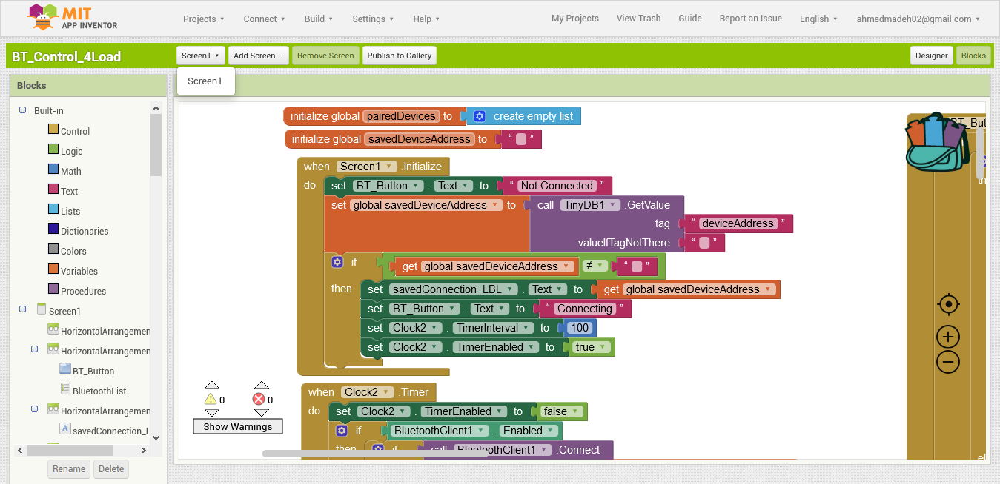 MIT
APP INVENTOR
Projects
Connect
Build
Settings
Help
My Projects
View Trash
Guide
Report an Issue
English
ahmedmadeh02@gmail.com
BT_Control_4Load
Screen1
Add Screen ...
Remove Screen
Publish to Gallery
Designer
Blocks
Screen1
Blocks
Built-in
Control
Logic
Math
Text
Lists
Dictionaries
Colors
Variables
Procedures
Screen1
HorizontalArrangemen
HorizontalArrangemen
BT_Button
BluetoothList
HorizontalArrangemen
A savedConnection_L
Rename
Delete
initialize global pairedDevices to create empty list
initialize global savedDeviceAddress to “ ”
when Screen1 .Initialize
do set BT_Button . Text to “ Not Connected ”
set global savedDeviceAddress to call TinyDB1 .GetValue
tag “ deviceAddress ”
valueIfTagNotThere “ ”
if get global savedDeviceAddress ≠ “ ”
then set savedConnection_LBL . Text to get global savedDeviceAddress
set BT_Button . Text to “ Connecting ”
set Clock2 . TimerInterval to 100
set Clock2 . TimerEnabled to true
when Clock2 .Timer
do set Clock2 . TimerEnabled to false
if BluetoothClient1 . Enabled
then if call BluetoothClient1 .Connect
0
0
Show Warnings
BT_But
th
el